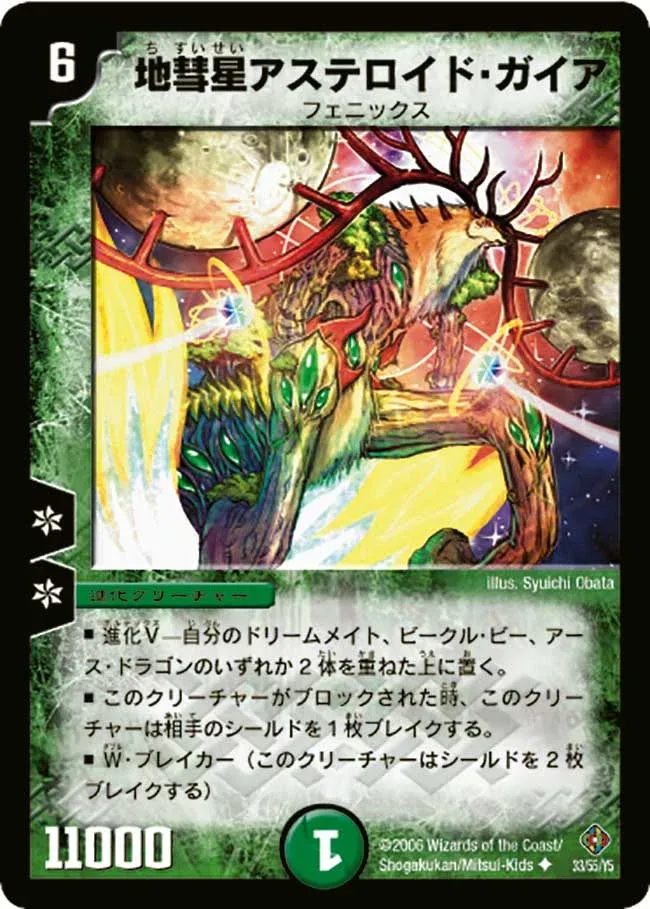 6
ち すいせい
地彗星アステロイド・ガイア
フェニックス
illus. Syuichi Obata
進化クリーチャー
■ 進化V―自分のドリームメイト、ビークル・ビー、アー
ス・ドラゴンのいずれか2体を重ねた上に置く。
■ このクリーチャーがブロックされた時、このクリー
チャーは相手のシールドを1枚ブレイクする。
■ W・ブレイカー（このクリーチャーはシールドを2枚
ブレイクする）
11000
1
©2006 Wizards of the Coast/
Shogakukan/Mitsui-Kids
33/55/Y5